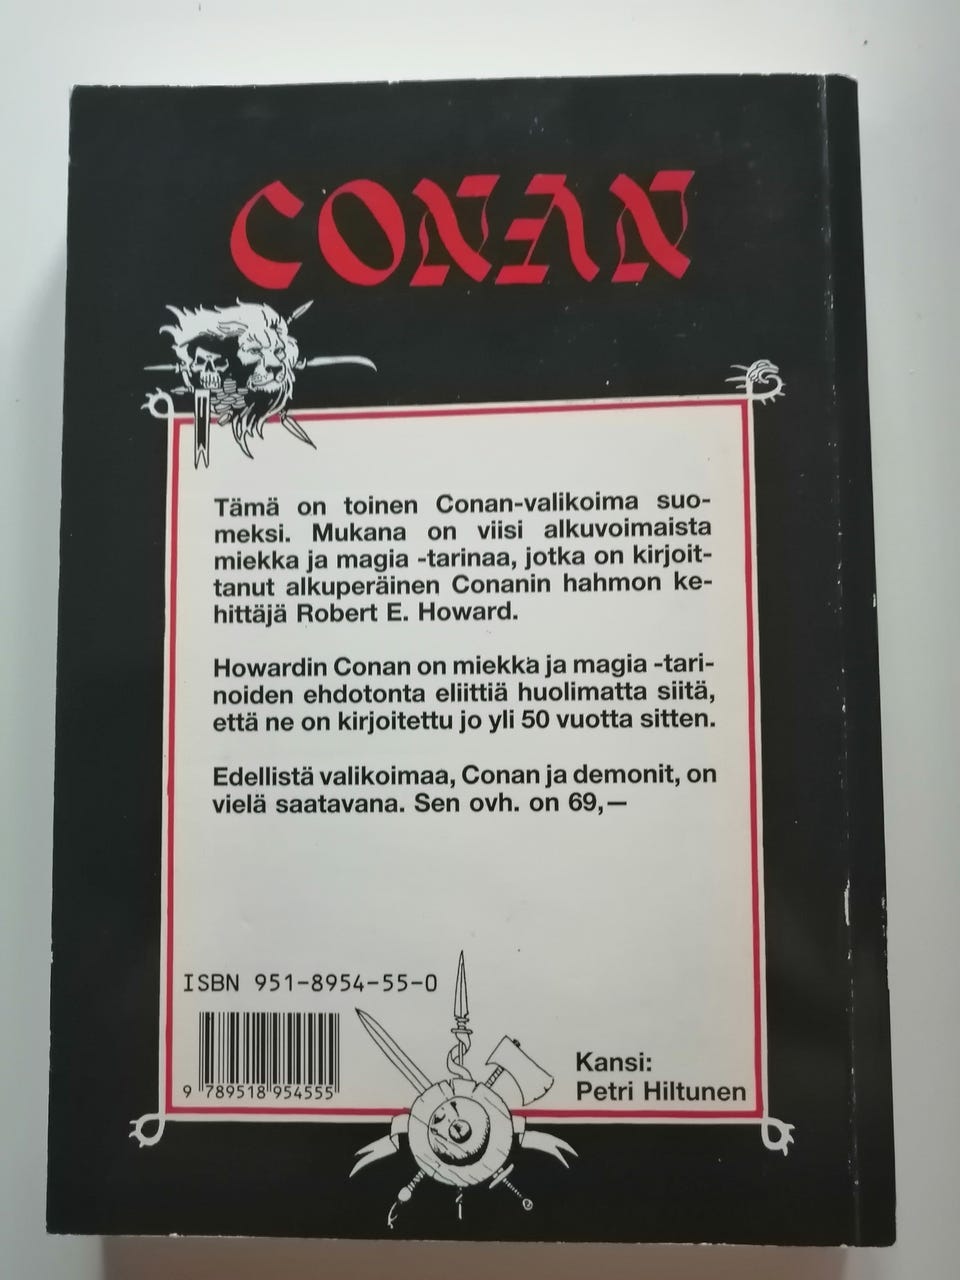 CONAN
Tämä on toinen Conan-valikoima suo-
meksi. Mukana on viisi alkuvoimaista
miekka ja magia -tarinaa, jotka on kirjoit-
tanut alkuperäinen Conanin hahmon ke-
hittäjä Robert E. Howard.
Howardin Conan on miekka ja magia -tari-
noiden ehdotonta eliittiä huolimatta siitä,
että ne on kirjoitettu jo yli 50 vuotta sitten.
Edellistä valikoimaa, Conan ja demonit, on
vielä saatavana. Sen ovh. on 69,—
ISBN 951-8954-55-0
9 789518 954555
Kansi:
Petri Hiltunen